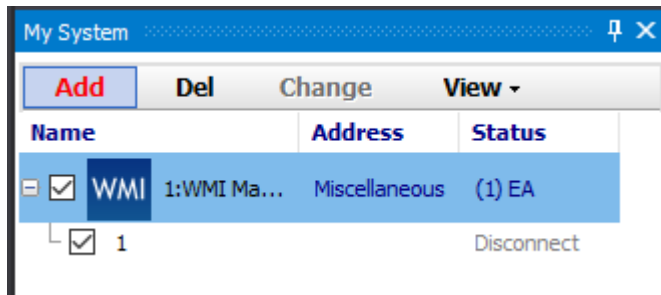 My System
Add Del Change View
Name Address Status
WMI 1:WMI Ma... Miscellaneous (1) EA
1 Disconnect